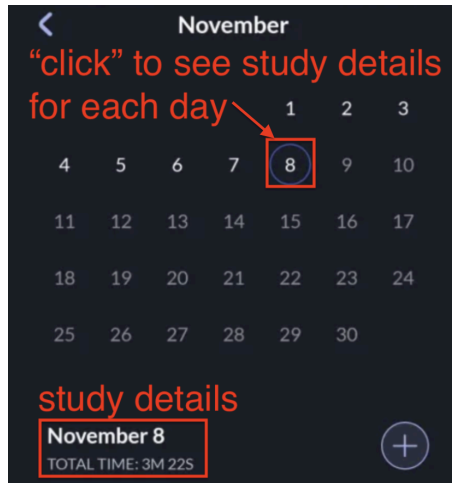 November
“click” to see study details
for each day
1 2 3
4 5 6 7 8 9 10
11 12 13 14 15 16 17
18 19 20 21 22 23 24
25 26 27 28 29 30
study details
November 8
TOTAL TIME: 3M 22S